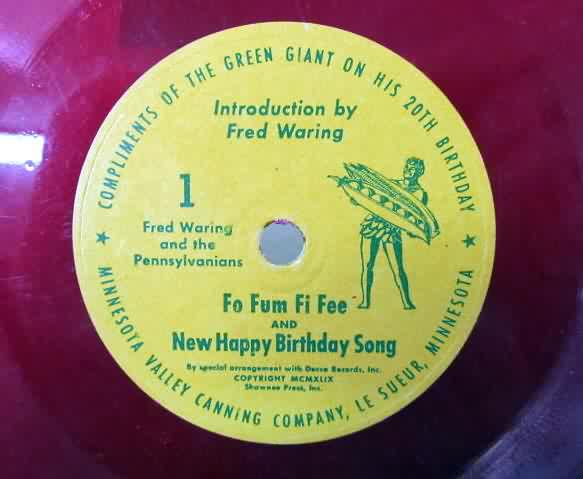 COMPLIMENTS OF THE GREEN GIANT ON HIS 20TH BIRTHDAY
Introduction by
Fred Waring
1
Fred Waring
and the
Pennsylvanians
Fo Fum Fi Fee
AND
New Happy Birthday Song
By special arrangement with Decca Records, Inc.
COPYRIGHT MCMXLIX
Shawnee Press, Inc.
★ MINNESOTA VALLEY CANNING COMPANY, LE SUEUR, MINNESOTA ★